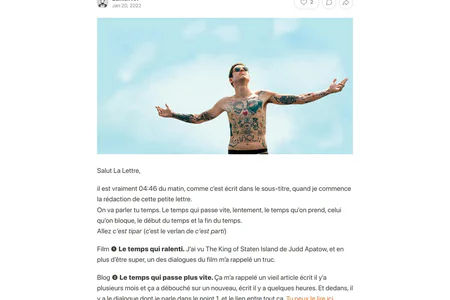 Jan 20, 2022
2
Salut La Lettre,
il est vraiment 04:46 du matin, comme c'est écrit dans le sous-titre, quand je commence
la rédaction de cette petite lettre.
On va parler tu temps. Le temps qui passe vite, lentement, le temps qu'on prend, celui
qu'on bloque, le début du temps et la fin du temps.
Allez c'est tipar (c'est le verlan de c'est parti)
Film ❶ Le temps qui ralenti. J'ai vu The King of Staten Island de Judd Apatow, et en
plus d'être super, un des dialogues du film m'a rappelé un truc.
Blog ❷ Le temps qui passe plus vite. Ça m'a rappelé un vieil article écrit il y'a
plusieurs mois et ça a débouché sur un nouveau, écrit il y a quelques heures. Et dedans, il
y a le dialogue dont je parle dans le point 1, et le lien entre tout ça. Tu peux le lire ici